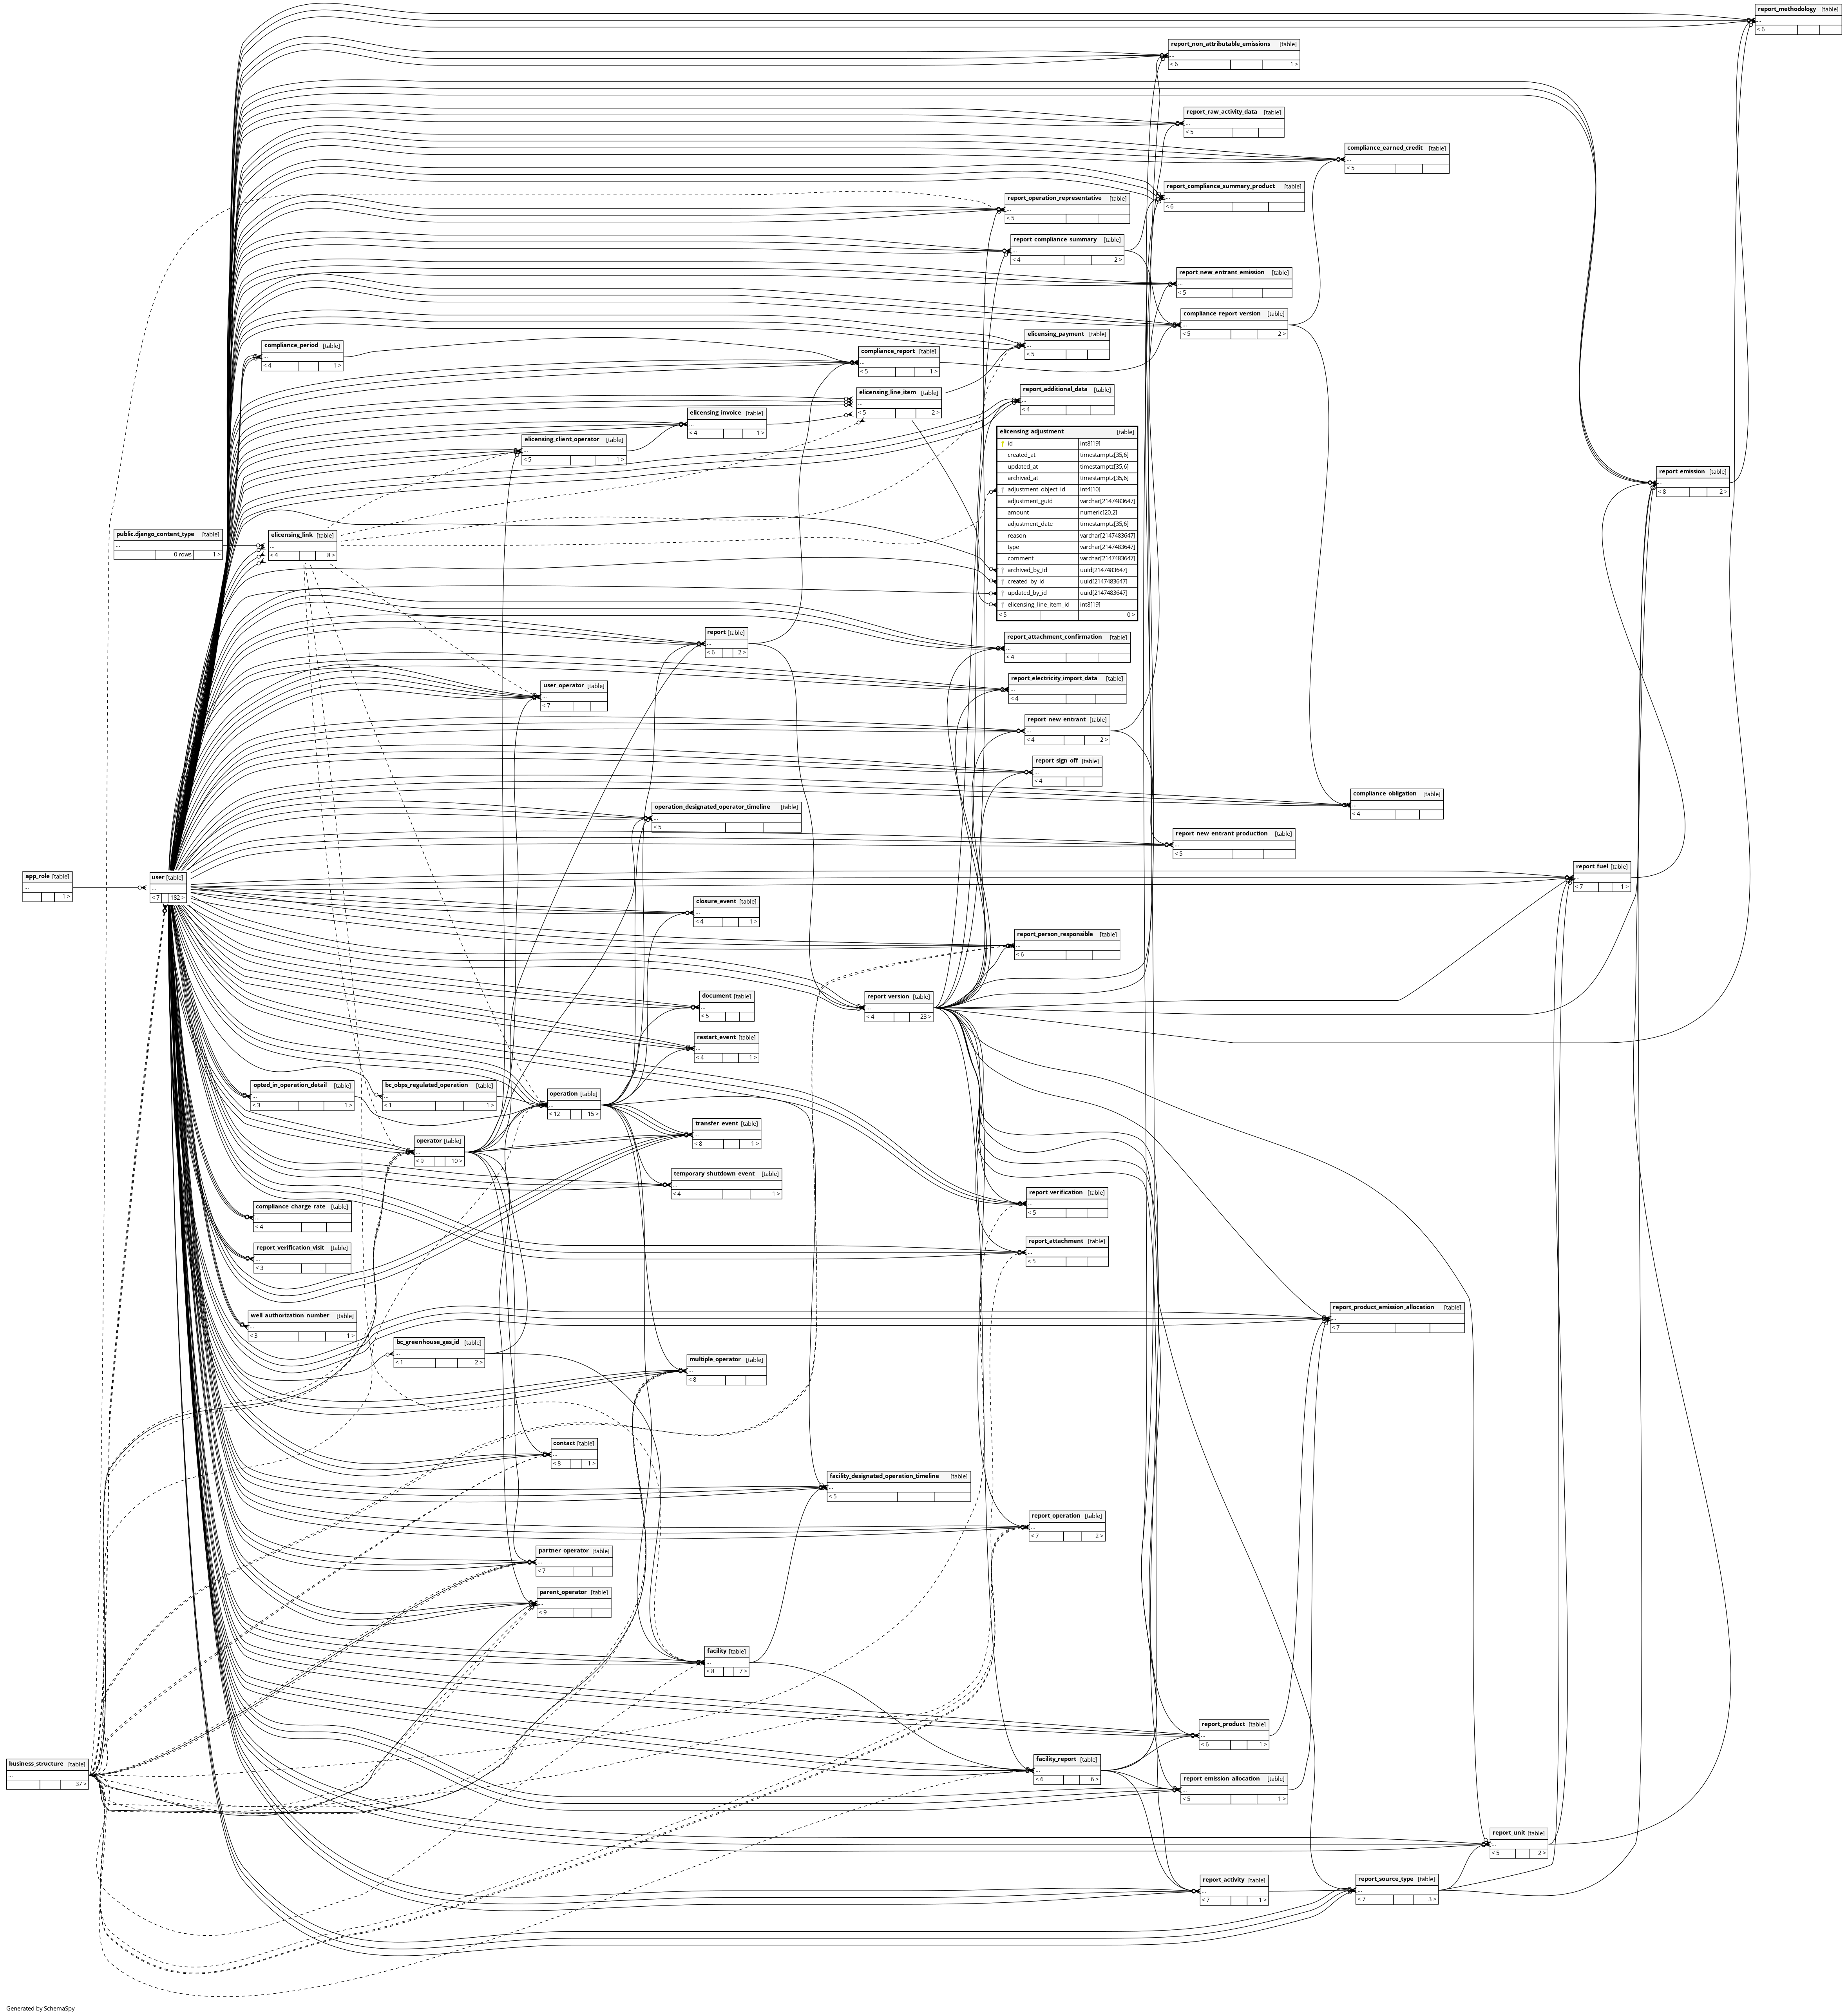 report_methodology [table]
...
< 6
report_non_attributable_emissions [table]
...
< 6 1 >
report_raw_activity_data [table]
...
< 5
compliance_earned_credit [table]
...
< 5
report_compliance_summary_product [table]
...
< 6
report_operation_representative [table]
...
< 5
report_compliance_summary [table]
...
< 4 2 >
report_new_entrant_emission [table]
...
< 5
compliance_report_version [table]
...
< 5 2 >
elicensing_payment [table]
...
< 5
compliance_period [table]
...
< 4 1 >
compliance_report [table]
...
< 5 1 >
elicensing_line_item [table]
...
< 5 2 >
report_additional_data [table]
...
< 4
elicensing_invoice [table]
...
< 4 1 >
elicensing_client_operator [table]
...
< 5 1 >
elicensing_adjustment [table]
id int8[19]
created_at timestamptz[35,6]
updated_at timestamptz[35,6]
archived_at timestamptz[35,6]
adjustment_object_id int4[10]
adjustment_guid varchar[2147483647]
amount numeric[20,2]
adjustment_date timestamptz[35,6]
reason varchar[2147483647]
type varchar[2147483647]
comment varchar[2147483647]
archived_by_id uuid[2147483647]
created_by_id uuid[2147483647]
updated_by_id uuid[2147483647]
elicensing_line_item_id int8[19]
< 5 0 >
report_emission [table]
...
< 8 2 >
public.django_content_type [table]
...
0 rows 1 >
elicensing_link [table]
...
< 4 8 >
report [table]
...
< 6 2 >
report_attachment_confirmation [table]
...
< 4
user_operator [table]
...
< 7
report_electricity_import_data [table]
...
< 4
report_new_entrant [table]
...
< 4 2 >
report_sign_off [table]
...
< 4
compliance_obligation [table]
...
< 4
operation_designated_operator_timeline [table]
...
< 5
report_new_entrant_production [table]
...
< 5
report_fuel [table]
...
< 7 1 >
app_role [table]
...
1 >
user [table]
...
< 7 182 >
closure_event [table]
...
< 4 1 >
report_person_responsible [table]
...
< 6
document [table]
...
< 5
report_version [table]
...
< 4 23 >
restart_event [table]
...
< 4 1 >
opted_in_operation_detail [table]
...
< 3 1 >
bc_obps_regulated_operation [table]
...
< 1 1 >
operation [table]
...
< 12 15 >
transfer_event [table]
...
< 8 1 >
operator [table]
...
< 9 10 >
temporary_shutdown_event [table]
...
< 4 1 >
report_verification [table]
...
< 5
compliance_charge_rate [table]
...
< 4
report_attachment [table]
...
< 5
report_verification_visit [table]
...
< 3
report_product_emission_allocation [table]
...
< 7
well_authorization_number [table]
...
< 3 1 >
bc_greenhouse_gas_id [table]
...
< 1 2 >
multiple_operator [table]
...
< 8
contact [table]
...
< 8 1 >
facility_designated_operation_timeline [table]
...
< 5
report_operation [table]
...
< 7 2 >
partner_operator [table]
...
< 7
parent_operator [table]
...
< 9
facility [table]
...
< 8 7 >
report_product [table]
...
< 6 1 >
business_structure [table]
...
37 >
facility_report [table]
...
< 6 6 >
report_emission_allocation [table]
...
< 5 1 >
report_unit [table]
...
< 5 2 >
report_activity [table]
...
< 7 1 >
report_source_type [table]
...
< 7 3 >
Generated by SchemaSpy